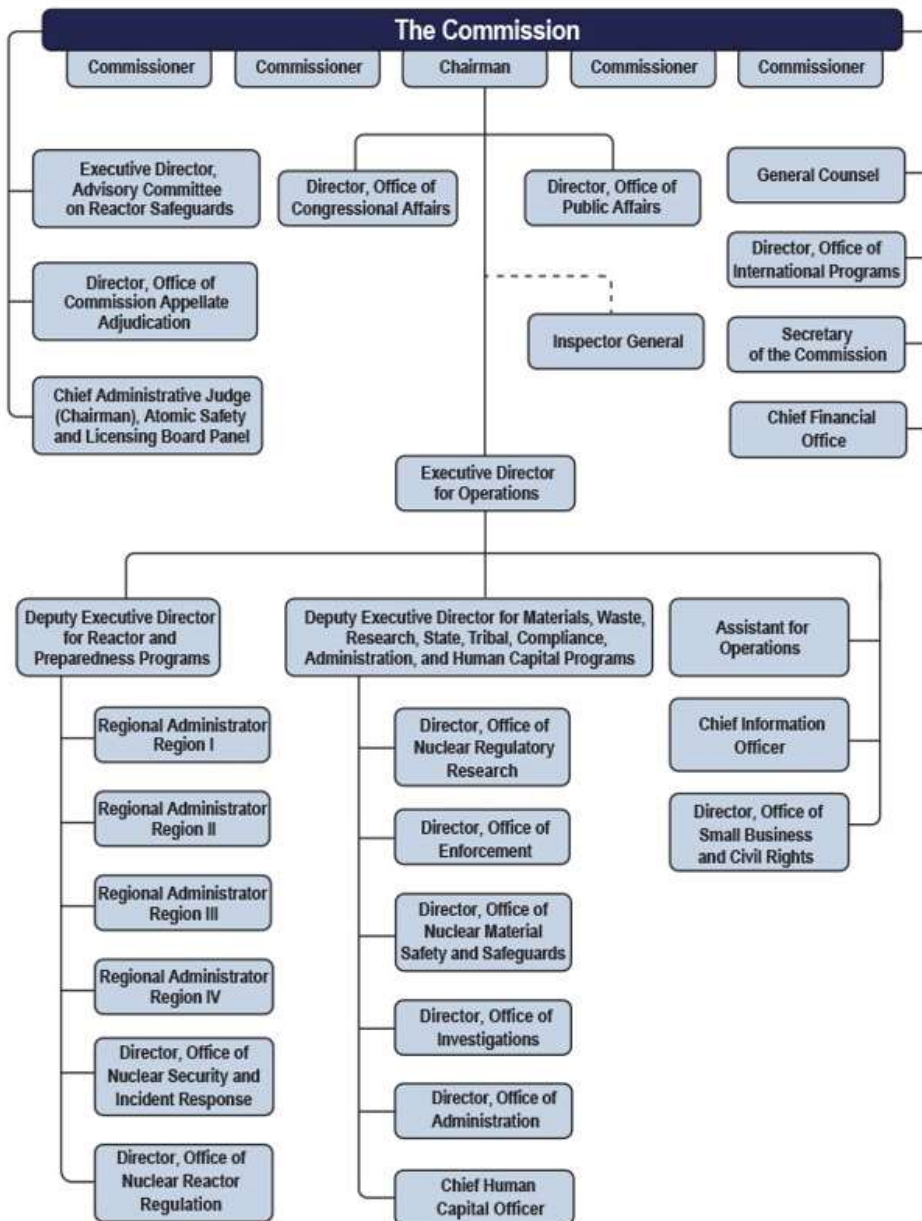 The Commission
Commissioner
Commissioner
Chairman
Commissioner
Commissioner
Executive Director,
Advisory Committee
on Reactor Safeguards
Director, Office of
Congressional Affairs
Director, Office of
Public Affairs
General Counsel
Director, Office of
Commission Appellate
Adjudication
Director, Office of
International Programs
Inspector General
Secretary
of the Commission
Chief Administrative Judge
(Chairman), Atomic Safety
and Licensing Board Panel
Chief Financial
Office
Executive Director
for Operations
Deputy Executive Director
for Reactor and
Preparedness Programs
Deputy Executive Director for Materials, Waste,
Research, State, Tribal, Compliance,
Administration, and Human Capital Programs
Assistant for
Operations
Regional Administrator
Region I
Regional Administrator
Region II
Regional Administrator
Region III
Regional Administrator
Region IV
Director, Office of
Nuclear Security and
Incident Response
Director, Office of
Nuclear Reactor
Regulation
Director, Office of
Nuclear Regulatory
Research
Director, Office of
Enforcement
Director, Office of
Nuclear Material
Safety and Safeguards
Director, Office of
Investigations
Director, Office of
Administration
Chief Human
Capital Officer
Chief Information
Officer
Director, Office of
Small Business
and Civil Rights